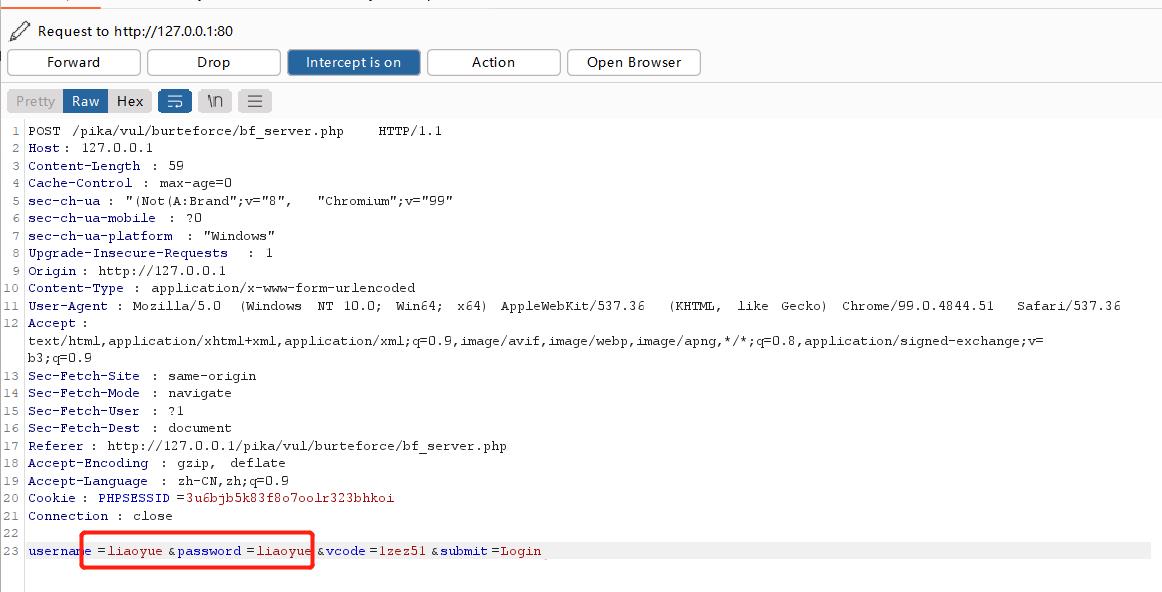 Request to http://127.0.0.1:80
Forward Drop Intercept is on Action Open Browser
Pretty Raw Hex \n
1 POST /pika/vul/burteforce/bf_server.php HTTP/1.1
2 Host : 127.0.0.1
3 Content-Length : 59
4 Cache-Control : max-age=0
5 sec-ch-ua : "(Not(A:Brand";v="8", "Chromium";v="99"
6 sec-ch-ua-mobile : ?0
7 sec-ch-ua-platform : "Windows"
8 Upgrade-Insecure-Requests : 1
9 Origin : http://127.0.0.1
10 Content-Type : application/x-www-form-urlencoded
11 User-Agent : Mozilla/5.0 (Windows NT 10.0; Win64; x64) AppleWebKit/537.36 (KHTML, like Gecko) Chrome/99.0.4844.51 Safari/537.36
12 Accept :
text/html,application/xhtml+xml,application/xml;q=0.9,image/avif,image/webp,image/apng,*/*;q=0.8,application/signed-exchange;v=
b3;q=0.9
13 Sec-Fetch-Site : same-origin
14 Sec-Fetch-Mode : navigate
15 Sec-Fetch-User : ?1
16 Sec-Fetch-Dest : document
17 Referer : http://127.0.0.1/pika/vul/burteforce/bf_server.php
18 Accept-Encoding : gzip, deflate
19 Accept-Language : zh-CN,zh;q=0.9
20 Cookie : PHPSESSID =3u6bjb5k83f8o7oolr323bhkoi
21 Connection : close
22
23 username =liaoyue &password =liaoyue &vcode =1zez51 &submit =Login